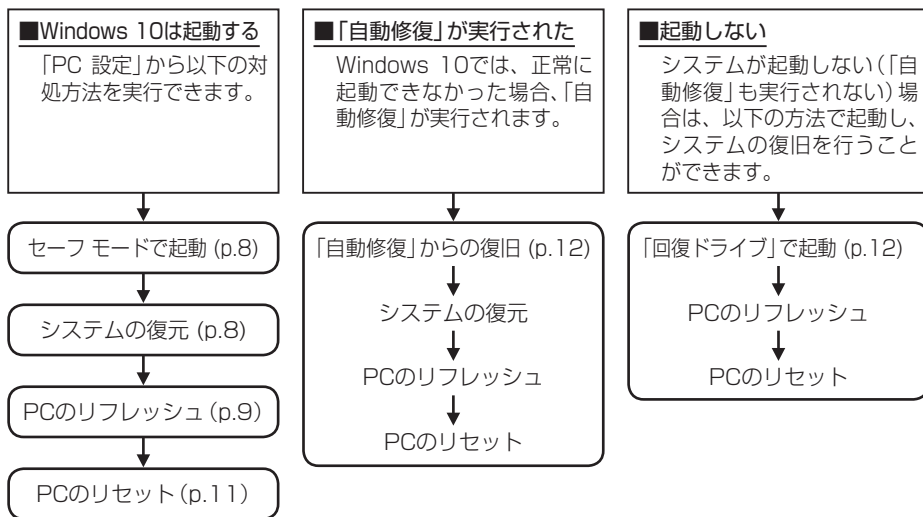 ■Windows 10は起動する
「PC 設定」から以下の対
処方法を実行できます。
セーフ モードで起動 (p.8)
システムの復元 (p.8)
PCのリフレッシュ (p.9)
PCのリセット (p.11)
■「自動修復」が実行された
Windows 10では、正常に
起動できなかった場合、「自
動修復」が実行されます。
「自動修復」からの復旧 (p.12)
システムの復元
PCのリフレッシュ
PCのリセット
■起動しない
システムが起動しない(「自
動修復」も実行されない)場
合は、以下の方法で起動し、
システムの復旧を行うこと
ができます。
「回復ドライブ」で起動 (p.12)
PCのリフレッシュ
PCのリセット